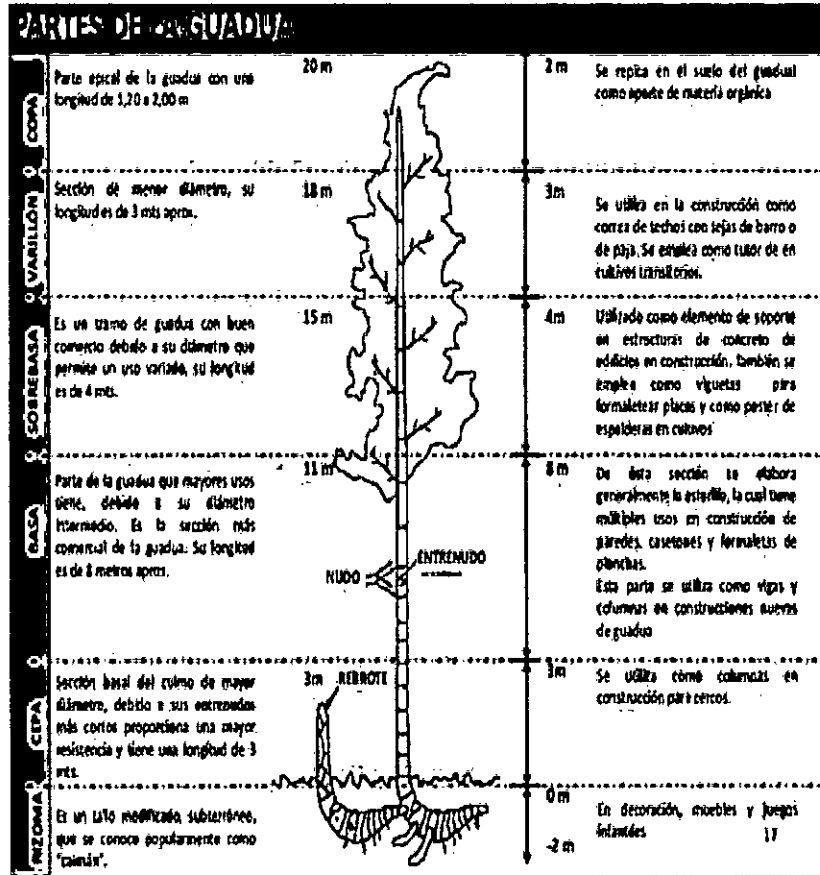 PARTES DE LA GUADUA
COPA
Parte apical de la guadua con una
longitud de 1,20 a 2,00 m
20 m
2 m
Se repica en el suelo del guadual
como aporte de materia orgánica
VARILLÓN
Sección de menor diámetro, su
longitud es de 3 mts aprox.
18 m
3m
Se utiliza en la construcción como
correa de techos con tejas de barro o
de paja. Se emplea como tutor de en
cultivos transitorios.
SOBREBASA
Es un tramo de guadua con buen
comercio debido a su diámetro que
permite un uso variado, su longitud
es de 4 mts.
15 m
4m
Utilizada como elemento de soporte
en estructuras de concreto de
edificios en construcción, también se
emplea como viguetas para
formaletear placas y como poster de
espalderas en cultivos
BASA
Parte de la guadua que mayores usos
tiene, debido a su diámetro
intermedio. Es la sección más
comercial de la guadua. Su longitud
es de 8 metros aprox.
11 m
NUDO
ENTRENUDO
8 m
De ésta sección se elabora
generalmente la esterilla, la cual tiene
múltiples usos en construcción de
paredes, casetones y formaletas de
planchas.
Esta parte se utiliza como vigas y
columnas en construcciones nuevas
de guadua
CEPA
Sección basal del culmo de mayor
diámetro, debido a sus entrenudos
más cortos proporciona una mayor
resistencia y tiene una longitud de 3
mts.
3m
REBROTE
3m
Se utiliza como columnas en
construcción para cercos.
RIZOMA
Es un tallo modificado, subterráneo,
que se conoce popularmente como
"caimán".
0 m
-2 m
En decoración, muebles y juegos
infantiles
17